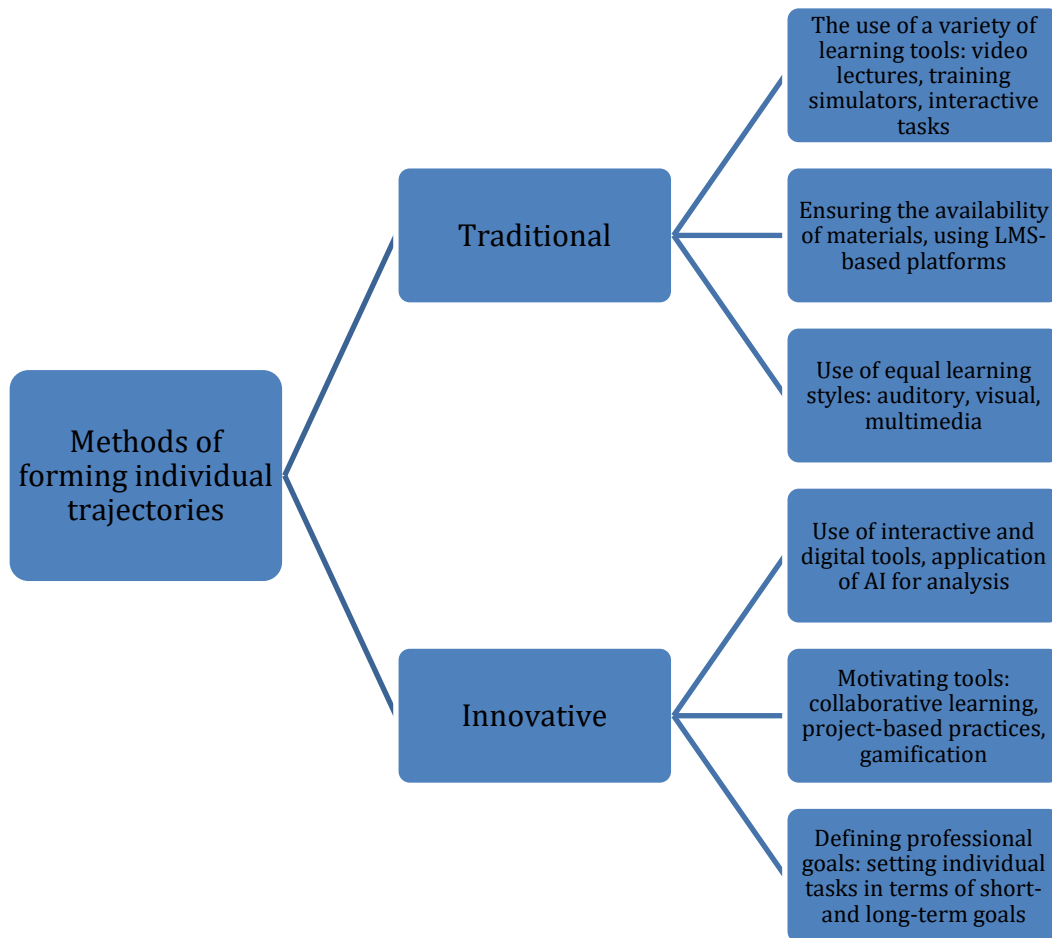 The use of a variety of
learning tools: video
lectures, training
simulators, interactive
tasks
Traditional
Ensuring the availability
of materials, using LMS-
based platforms
Use of equal learning
styles: auditory, visual,
multimedia
Methods of
forming individual
trajectories
Use of interactive and
digital tools, application
of AI for analysis
Innovative
Motivating tools:
collaborative learning,
project-based practices,
gamification
Defining professional
goals: setting individual
tasks in terms of short-
and long-term goals